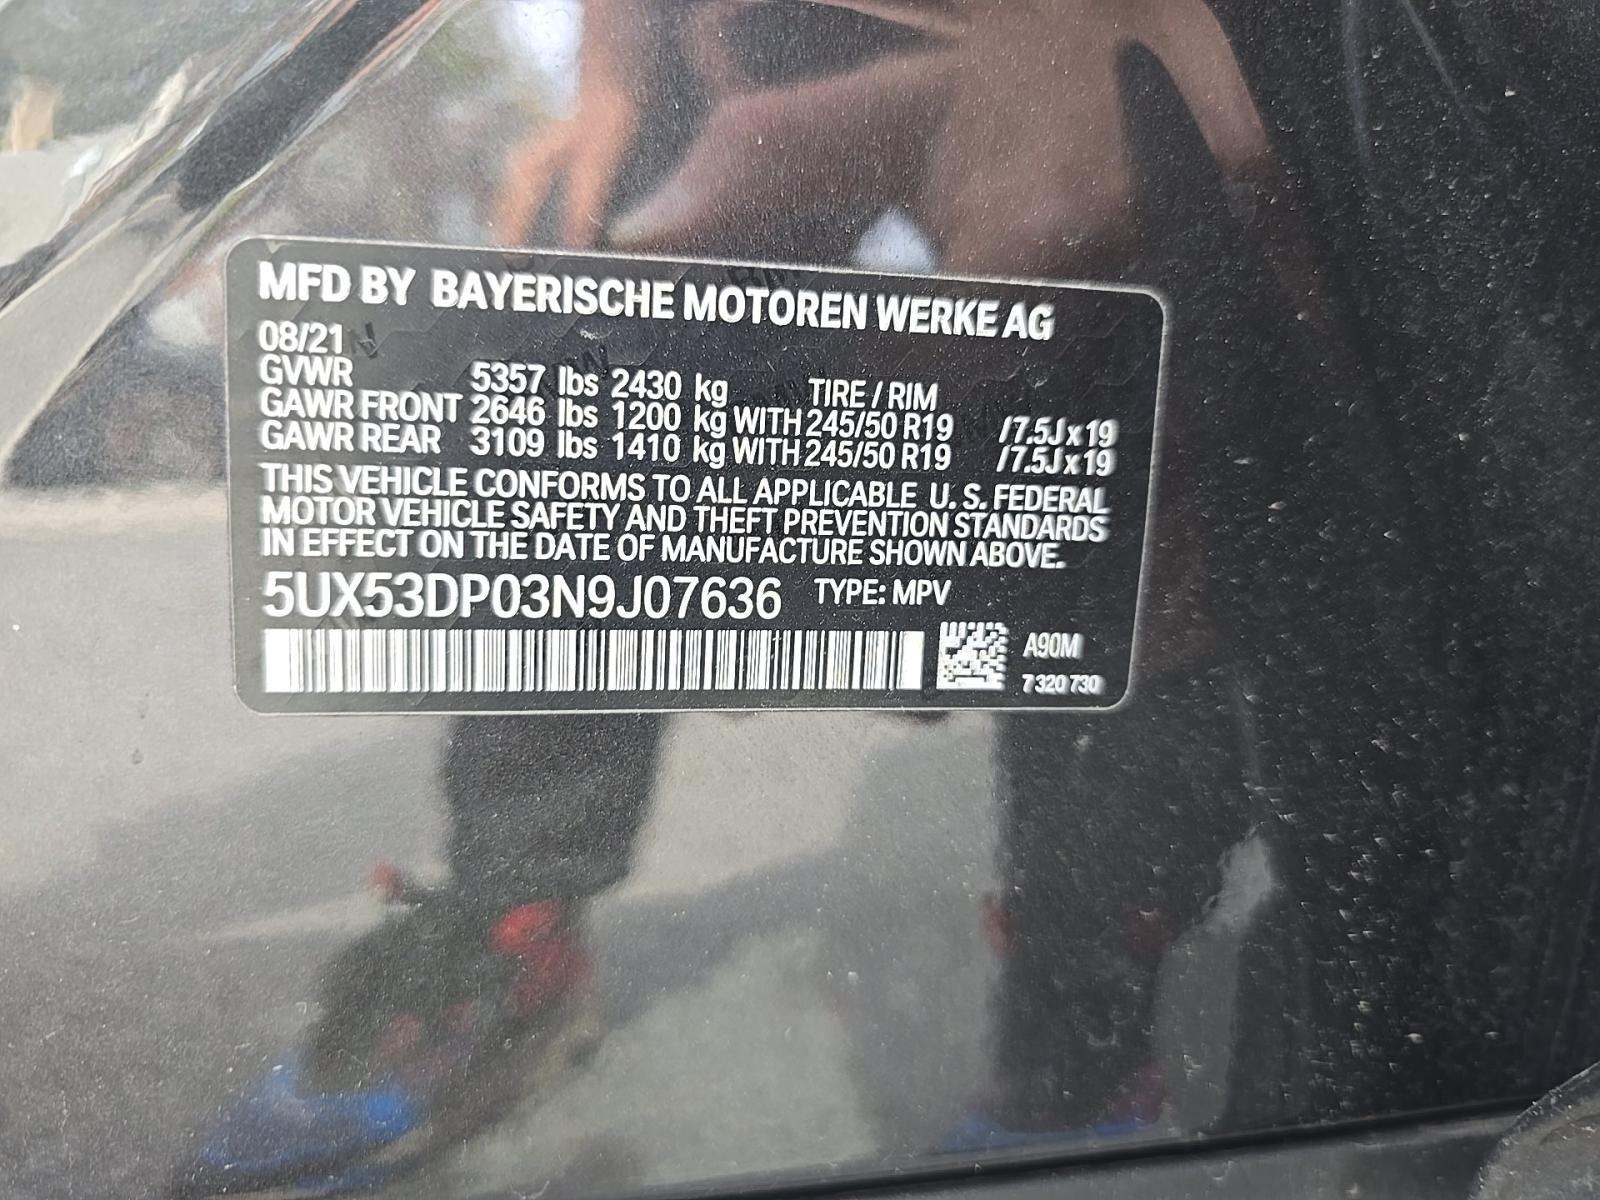 MFD BY BAYERISCHE MOTOREN WERKE AG
08/21
GVWR 5357 lbs 2430 kg TIRE / RIM
GAWR FRONT 2646 lbs 1200 kg WITH 245/50 R19 /7.5J x 19
GAWR REAR 3109 lbs 1410 kg WITH 245/50 R19 /7.5J x 19
THIS VEHICLE CONFORMS TO ALL APPLICABLE U. S. FEDERAL
MOTOR VEHICLE SAFETY AND THEFT PREVENTION STANDARDS
IN EFFECT ON THE DATE OF MANUFACTURE SHOWN ABOVE.
5UX53DP03N9J07636 TYPE: MPV
A90M
7 320 730